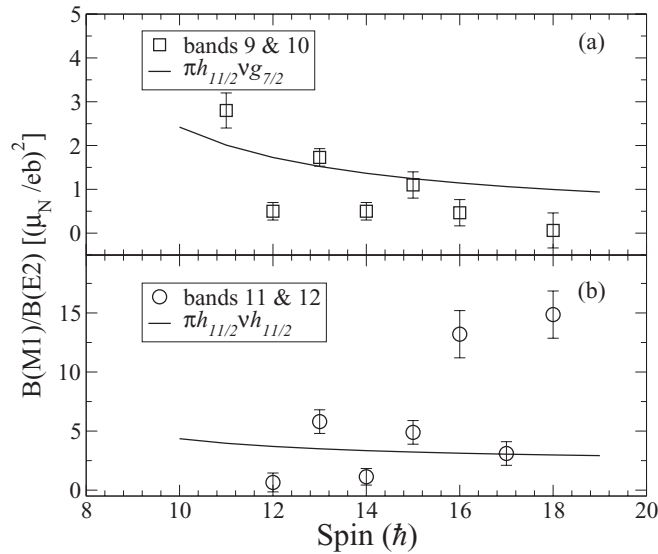 (a)
bands 9 & 10
πh11/2νg7/2
5
4
3
2
1
0
B(M1)/B(E2) [(μN /eb)²]
(b)
bands 11 & 12
πh11/2νh11/2
15
10
5
0
8 10 12 14 16 18 20
Spin (ℏ)